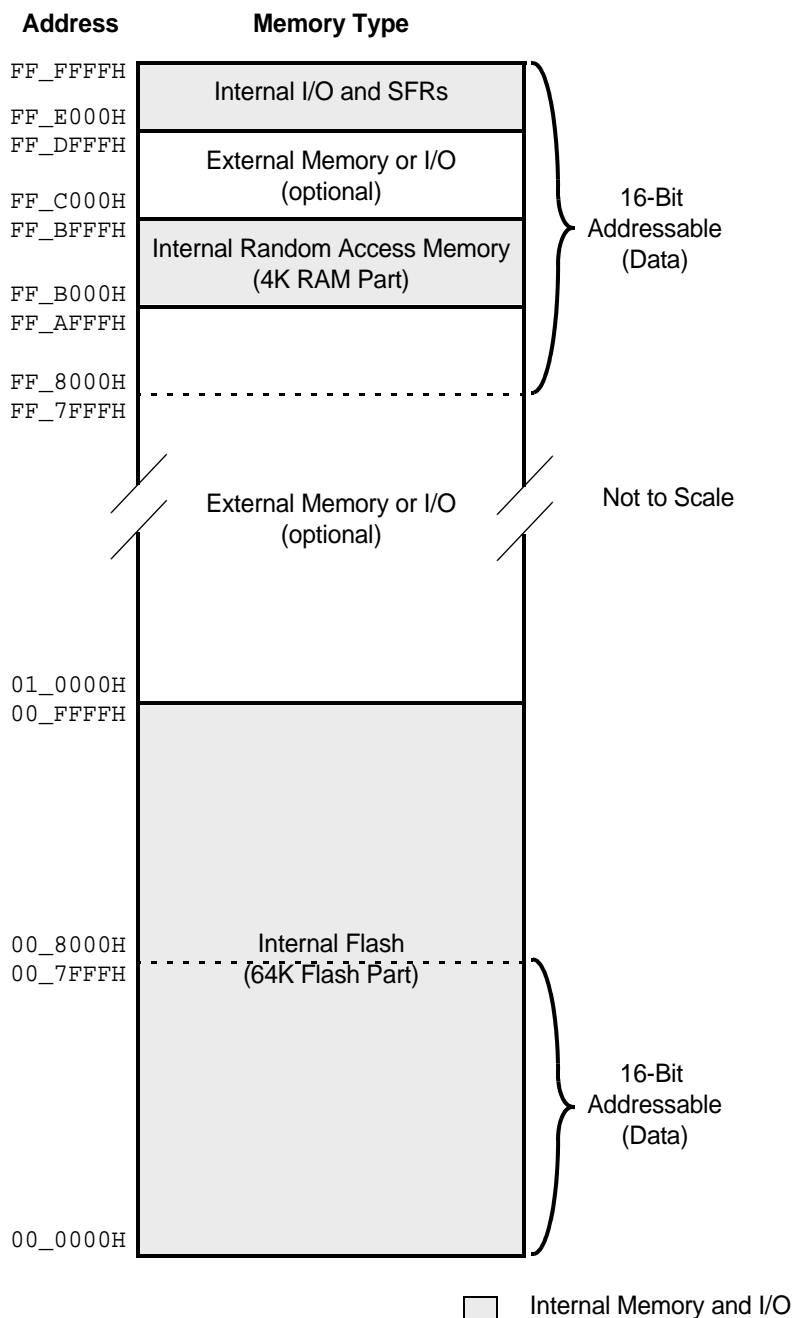 Address Memory Type
FF_FFFFH
Internal I/O and SFRs
FF_E000H
FF_DFFFH
External Memory or I/O
(optional)
FF_C000H
16-Bit
Addressable
(Data)
FF_BFFFH
Internal Random Access Memory
(4K RAM Part)
FF_B000H
FF_AFFFH
FF_8000H
FF_7FFFH
External Memory or I/O
(optional)
Not to Scale
01_0000H
00_FFFFH
00_8000H
Internal Flash
00_7FFFH
(64K Flash Part)
16-Bit
Addressable
(Data)
00_0000H
Internal Memory and I/O